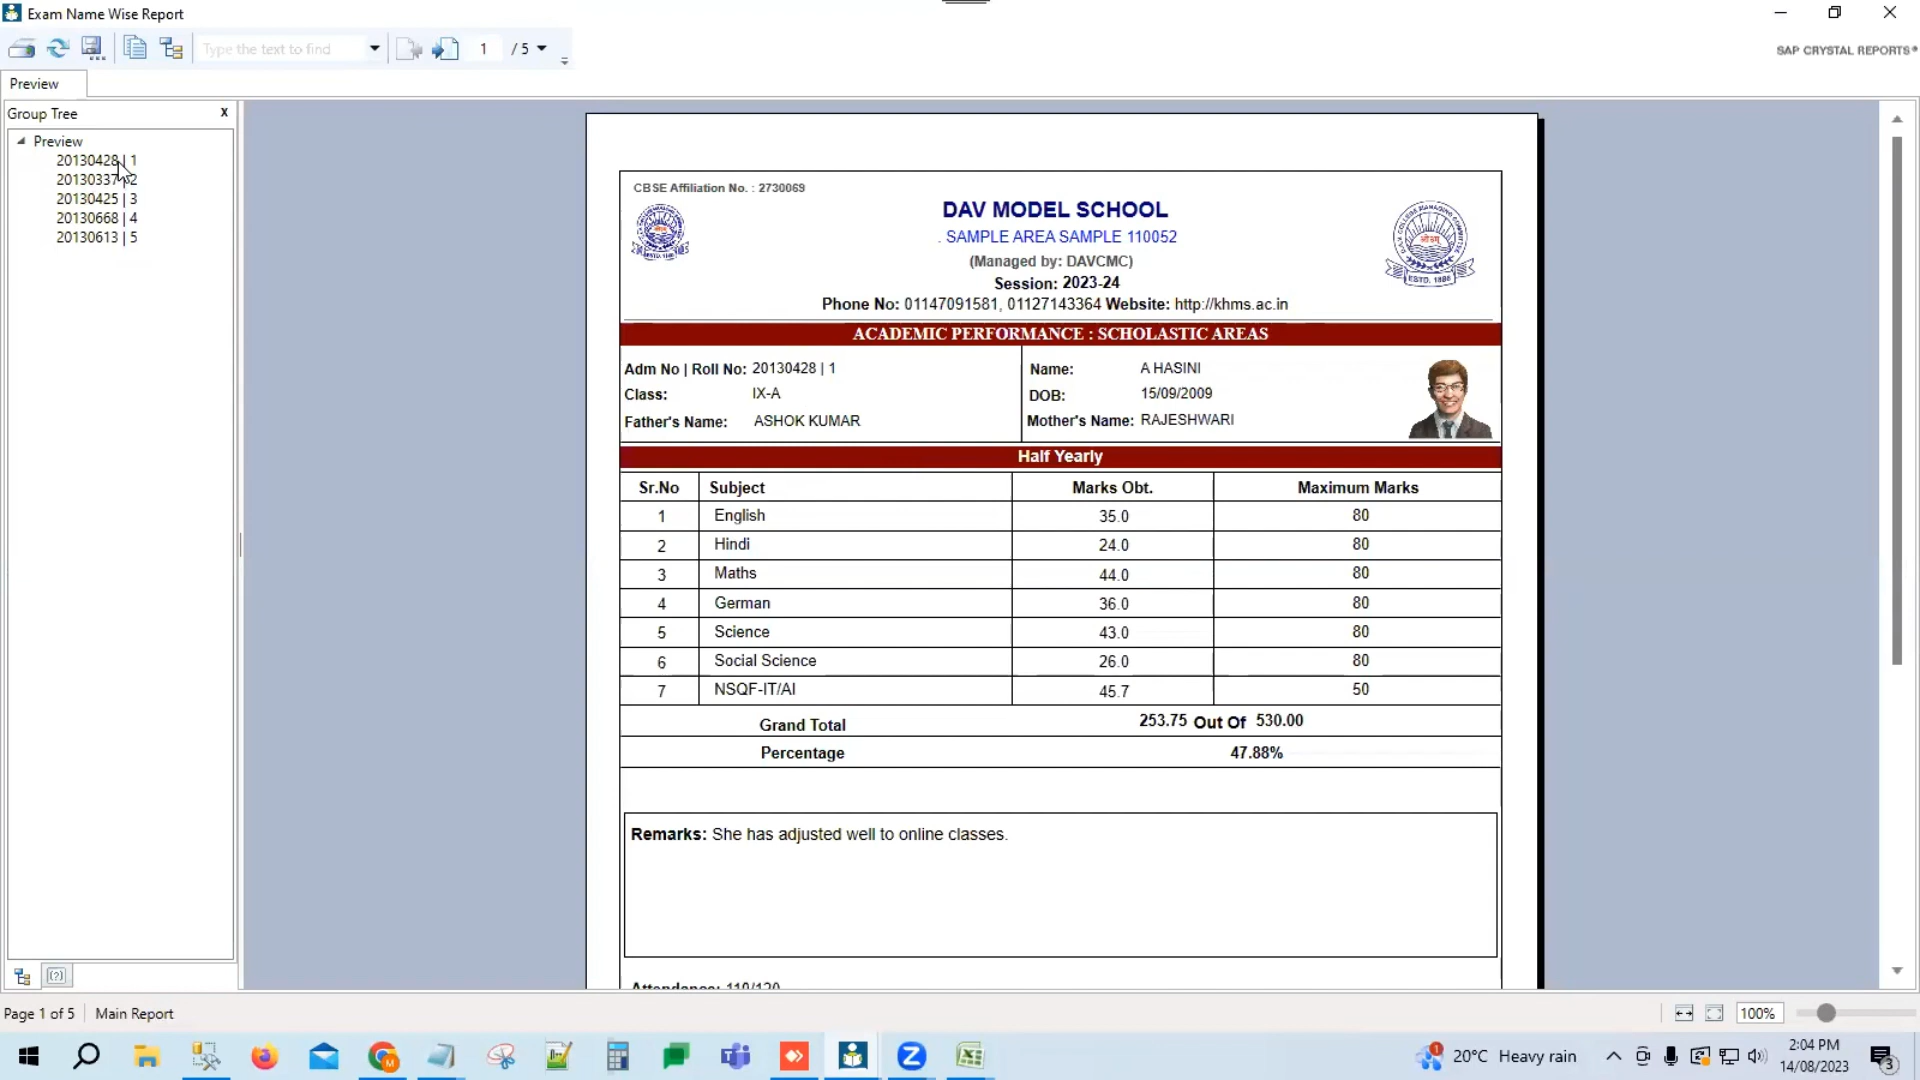 Exam Name Wise Report
Type the text to find
1 / 5
SAP CRYSTAL REPORTS®
Preview
Group Tree x
Preview
20130428 | 1
20130337 | 2
20130425 | 3
20130668 | 4
20130613 | 5
CBSE Affiliation No. : 2730069
DAV MODEL SCHOOL
. SAMPLE AREA SAMPLE 110052
(Managed by: DAVCMC)
Session: 2023-24
Phone No: 01147091581, 01127143364 Website: http://khms.ac.in
ACADEMIC PERFORMANCE : SCHOLASTIC AREAS
Adm No | Roll No: 20130428 | 1 Name: A HASINI
Class: IX-A DOB: 15/09/2009
Father's Name: ASHOK KUMAR Mother's Name: RAJESHWARI
Half Yearly
Sr.No Subject Marks Obt. Maximum Marks
1 English 35.0 80
2 Hindi 24.0 80
3 Maths 44.0 80
4 German 36.0 80
5 Science 43.0 80
6 Social Science 26.0 80
7 NSQF-IT/AI 45.7 50
Grand Total 253.75 Out Of 530.00
Percentage 47.88%
Remarks: She has adjusted well to online classes.
Attendance: 110/120
Page 1 of 5 Main Report 100%
20°C Heavy rain
2:04 PM
14/08/2023
3